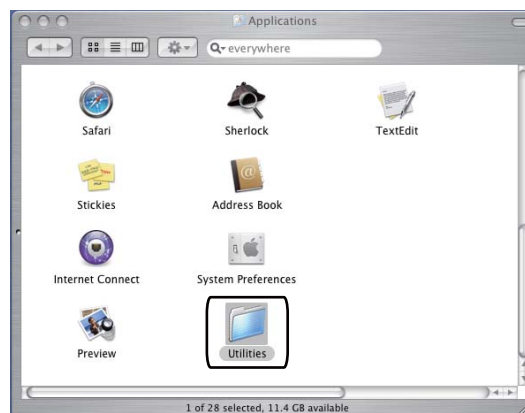 Applications
everywhere
Safari
Sherlock
TextEdit
Stickies
Address Book
Internet Connect
System Preferences
Preview
Utilities
1 of 28 selected, 11.4 GB available